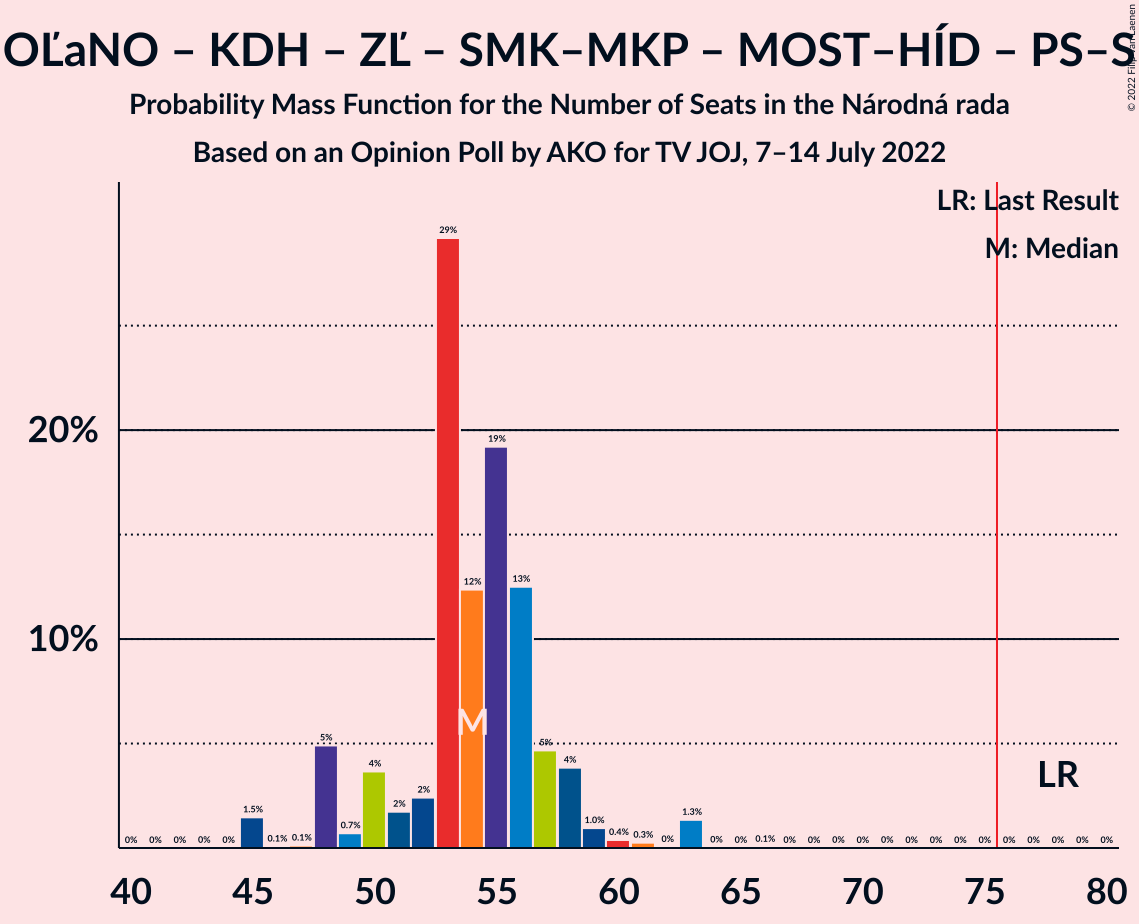 OĽaNO – KDH – ZĽ – SMK–MKP – MOST–HÍD – PS–S
Probability Mass Function for the Number of Seats in the Národná rada
Based on an Opinion Poll by AKO for TV JOJ, 7–14 July 2022
© 2022 Filip van Laenen
LR: Last Result
M: Median
20%
10%
0% 0% 0% 0% 0% 1.5% 0.1% 0.1% 5% 0.7% 4% 2% 2% 29% 12% 19% 13% 5% 4% 1.0% 0.4% 0.3% 0% 1.3% 0% 0% 0.1% 0% 0% 0% 0% 0% 0% 0% 0% 0% 0% 0% 0% 0% 0%
M
LR
40 45 50 55 60 65 70 75 80